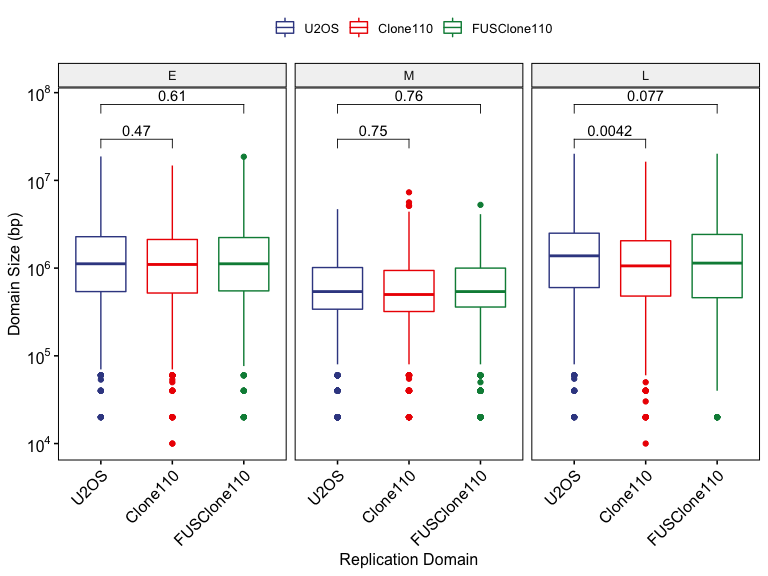 U2OS Clone110 FUSClone110
E M L
Domain Size (bp)
10⁸
10⁷
10⁶
10⁵
10⁴
0.61 0.76 0.077
0.47 0.75 0.0042
U2OS Clone110 FUSClone110 U2OS Clone110 FUSClone110 U2OS Clone110 FUSClone110
Replication Domain